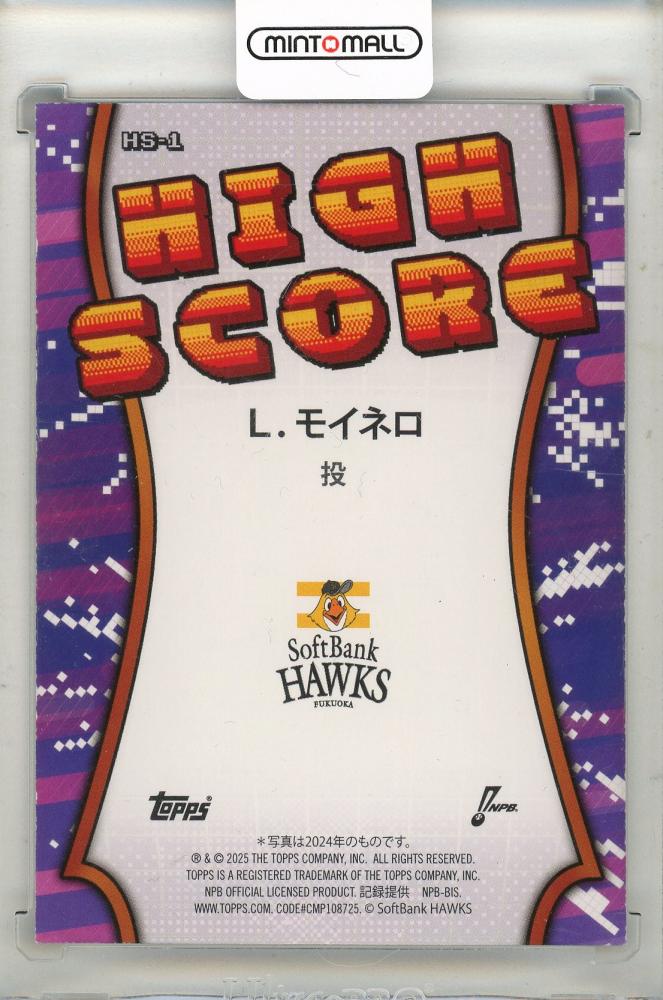 MINTMALL
HS-1
HIGH
SCORE
L. モイネロ
投
SoftBank
HAWKS
FUKUOKA
topps®
NPB®
＊写真は2024年のものです。
® & © 2025 THE TOPPS COMPANY, INC. ALL RIGHTS RESERVED.
TOPPS IS A REGISTERED TRADEMARK OF THE TOPPS COMPANY, INC.
NPB OFFICIAL LICENSED PRODUCT. 記録提供 NPB-BIS.
WWW.TOPPS.COM. CODE#CMP108725. © SoftBank HAWKS